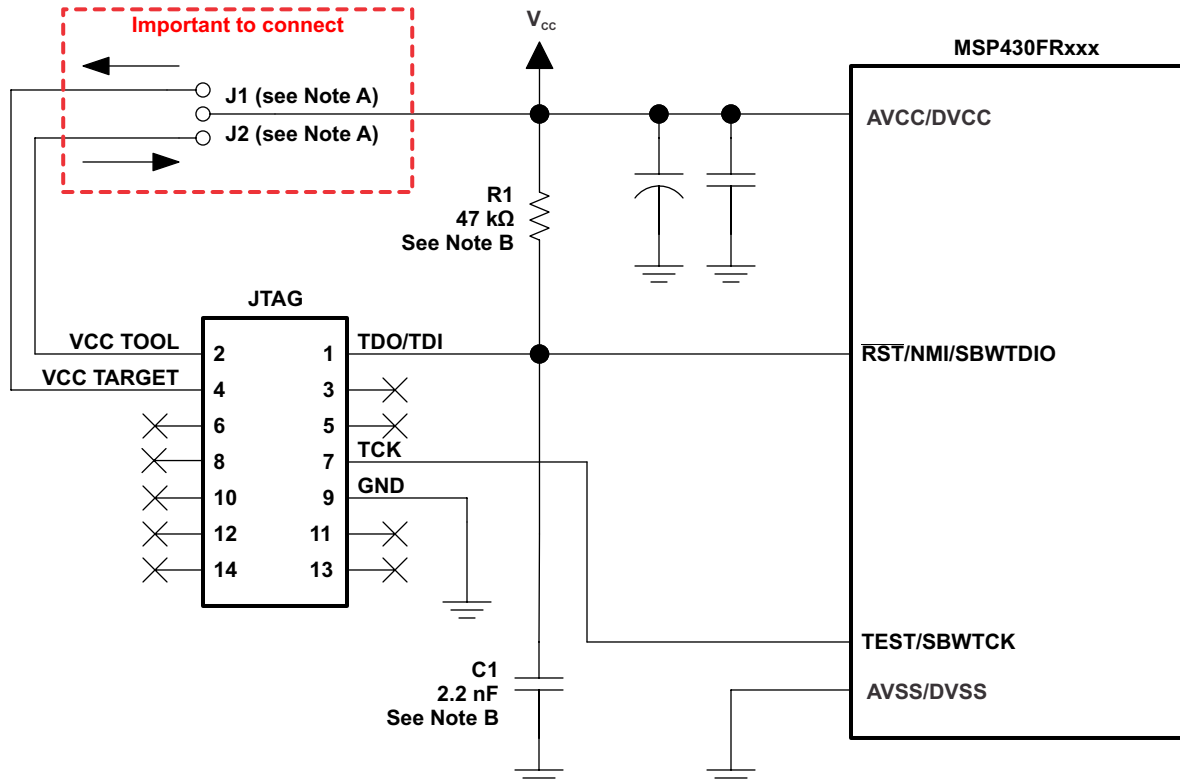 Important to connect
VCC
MSP430FRxxx
J1 (see Note A)
AVCC/DVCC
J2 (see Note A)
R1
47 kΩ
See Note B
JTAG
VCC TOOL
2
1
TDO/TDI
RST/NMI/SBWTDIO
VCC TARGET
4
3
6
5
TCK
8
7
GND
10
9
12
11
14
13
TEST/SBWTCK
C1
2.2 nF
See Note B
AVSS/DVSS